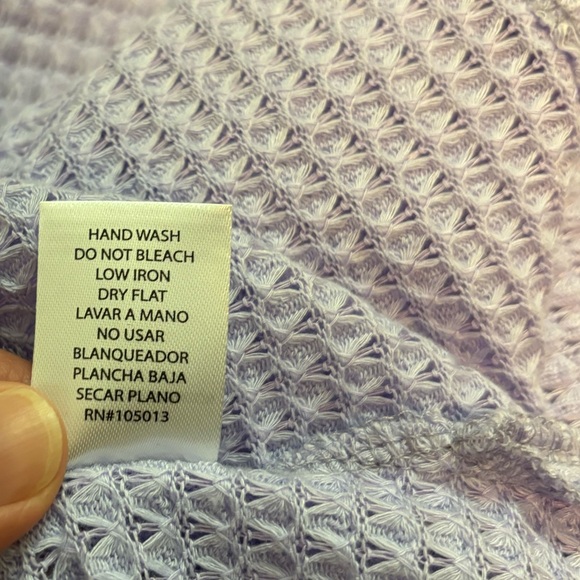 HAND WASH
DO NOT BLEACH
LOW IRON
DRY FLAT
LAVAR A MANO
NO USAR
BLANQUEADOR
PLANCHA BAJA
SECAR PLANO
RN#105013